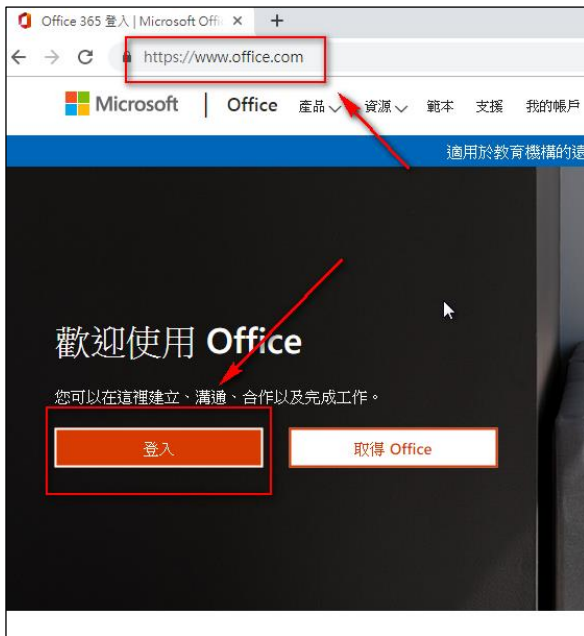 Office 365 登入 | Microsoft Offi
https://www.office.com
Microsoft | Office 產品 資源 範本 支援 我的帳戶
適用於教育機構的遠
歡迎使用 Office
您可以在這裡建立、溝通、合作以及完成工作。
登入 取得 Office